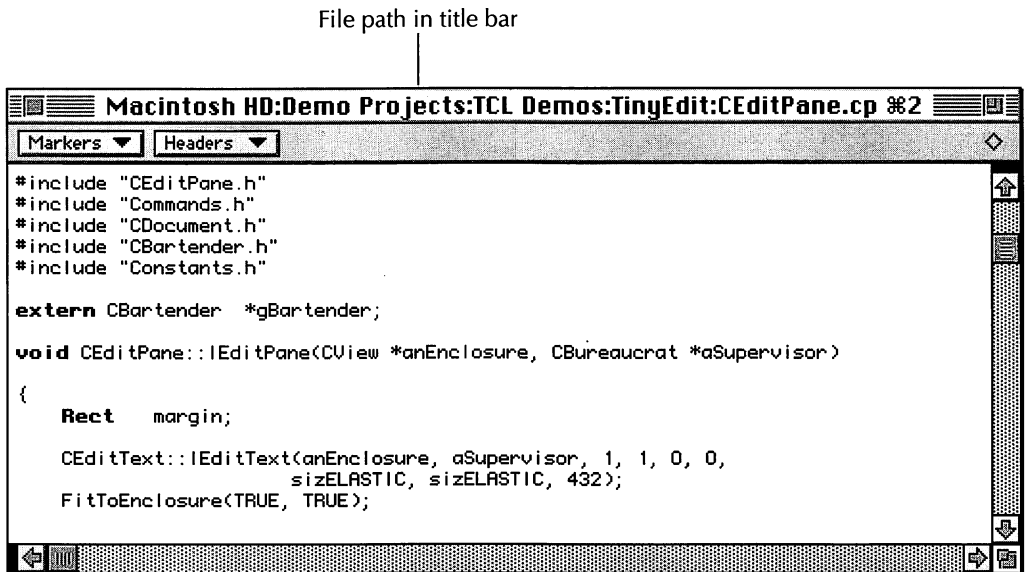 File path in title bar
Macintosh HD:Demo Projects:TCL Demos:TinyEdit:CEditPane.cp ⌘2
Markers ▼ Headers ▼
#include "CEditPane.h"
#include "Commands.h"
#include "CDocument.h"
#include "CBartender.h"
#include "Constants.h"
extern CBartender *gBartender;
void CEditPane::IEditPane(CView *anEnclosure, CBureaucrat *aSupervisor)
{
Rect margin;
CEditText::IEditText(anEnclosure, aSupervisor, 1, 1, 0, 0,
sizELASTIC, sizELASTIC, 432);
FitToEnclosure(TRUE, TRUE);